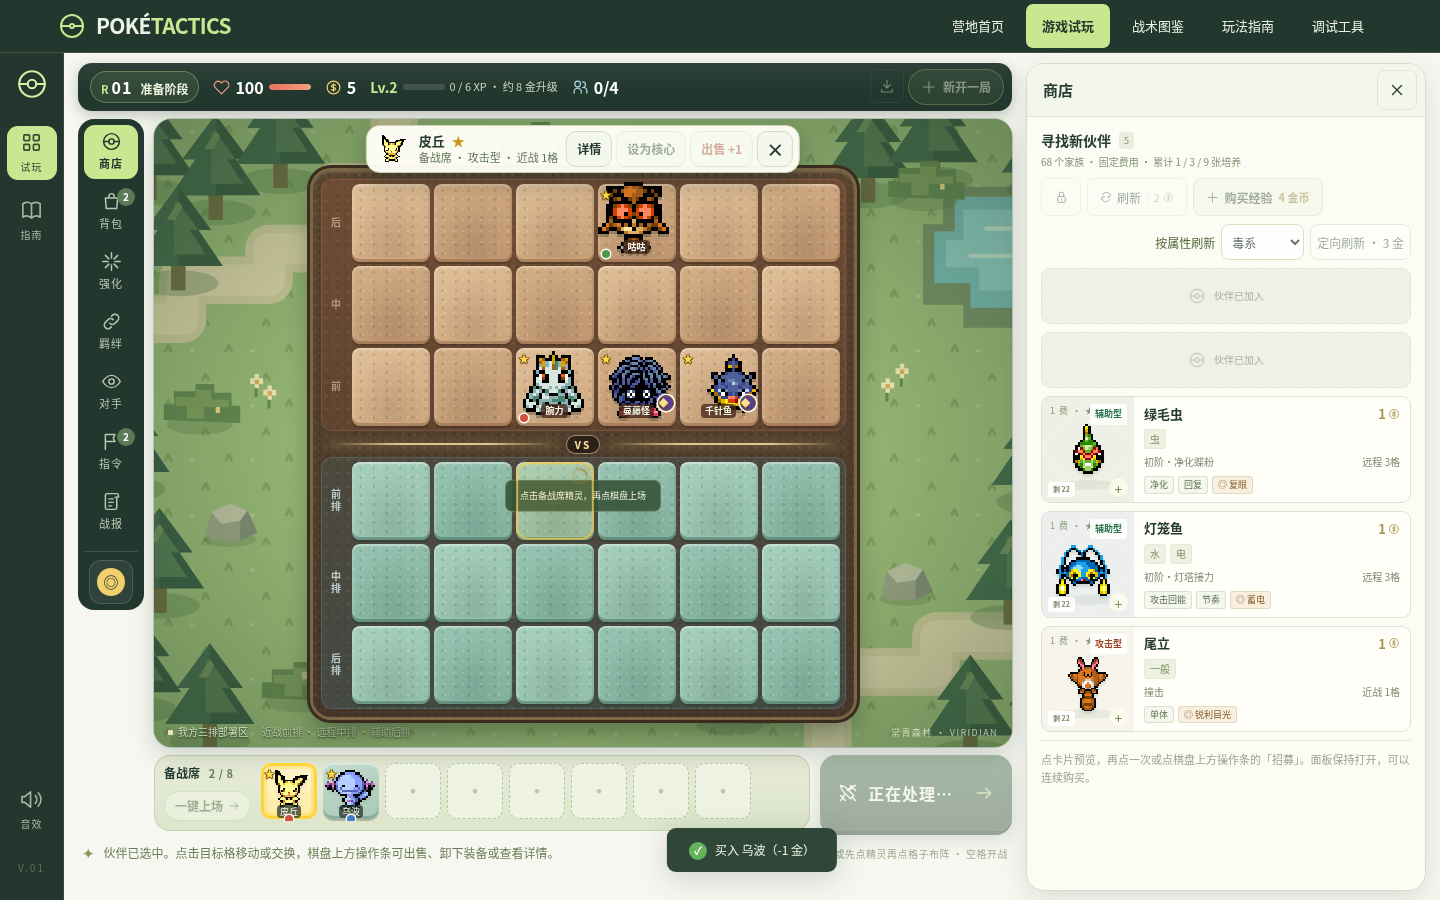 POKÉTACTICS
营地首页
游戏试玩
战术图鉴
玩法指南
调试工具
试玩
指南
音效
V.01
R 01 准备阶段
100
5
Lv.2
0 / 6 XP · 约 8 金升级
0/4
新开一局
商店
背包 2
强化
羁绊
对手
指令 2
战报
皮丘 ★
备战席 · 攻击型 · 近战 1格
详情
设为核心
出售 +1
后
咕咕
中
前
腕力
蔓藤怪
千针鱼
VS
前排
点击备战席精灵，再点棋盘上场
中排
后排
我方三排部署区
近战前排 · 远程中排 · 辅助后排
常青森林 · VIRIDIAN
备战席 2 / 8
一键上场 →
皮丘
乌波
正在处理…
伙伴已选中。点击目标格移动或交换，棋盘上方操作条可出售、卸下装备或查看详情。
或先点精灵再点格子布阵 · 空格开战
买入 乌波（-1 金）
商店
寻找新伙伴 5
68 个家族 · 固定费用 · 累计 1 / 3 / 9 张培养
刷新 2
购买经验 4 金币
按属性刷新
毒系
定向刷新 · 3 金
伙伴已加入
伙伴已加入
1 费 · 辅助型
绿毛虫
1
虫
初阶 · 净化蝶粉
远程 3格
剩 22
净化
回复
◎复眼
1 费 · 辅助型
灯笼鱼
1
水
电
初阶 · 灯塔接力
远程 3格
剩 22
攻击回能
节奏
◎蓄电
1 费 · 攻击型
尾立
1
一般
撞击
近战 1格
剩 22
单体
◎锐利目光
点卡片预览，再点一次或点棋盘上方操作条的「招募」。面板保持打开，可以
连续购买。